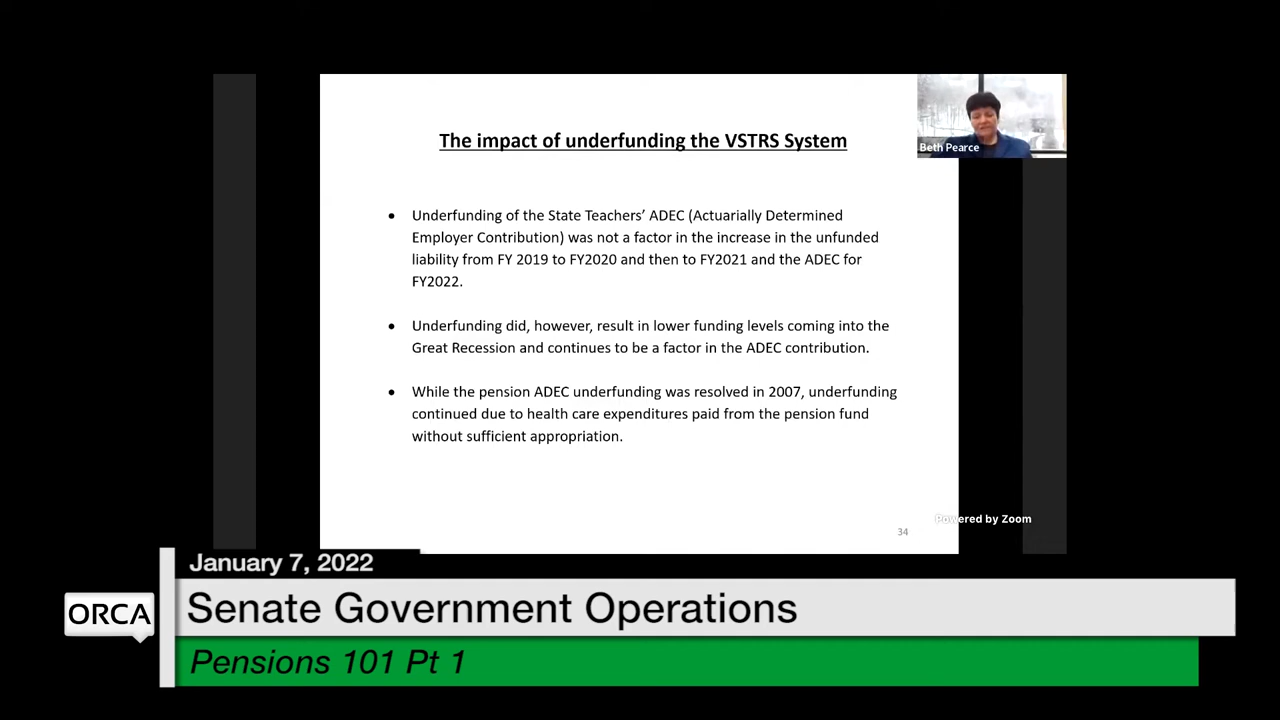 The impact of underfunding the VSTRS System
Beth Pearce
• Underfunding of the State Teachers’ ADEC (Actuarially Determined
Employer Contribution) was not a factor in the increase in the unfunded
liability from FY 2019 to FY2020 and then to FY2021 and the ADEC for
FY2022.
• Underfunding did, however, result in lower funding levels coming into the
Great Recession and continues to be a factor in the ADEC contribution.
• While the pension ADEC underfunding was resolved in 2007, underfunding
continued due to health care expenditures paid from the pension fund
without sufficient appropriation.
34
Powered by Zoom
January 7, 2022
ORCA
Senate Government Operations
Pensions 101 Pt 1